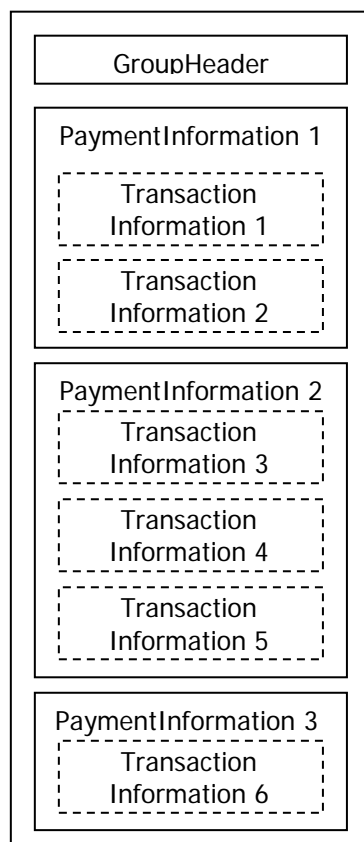 GroupHeader
PaymentInformation 1
Transaction
Information 1
Transaction
Information 2
PaymentInformation 2
Transaction
Information 3
Transaction
Information 4
Transaction
Information 5
PaymentInformation 3
Transaction
Information 6